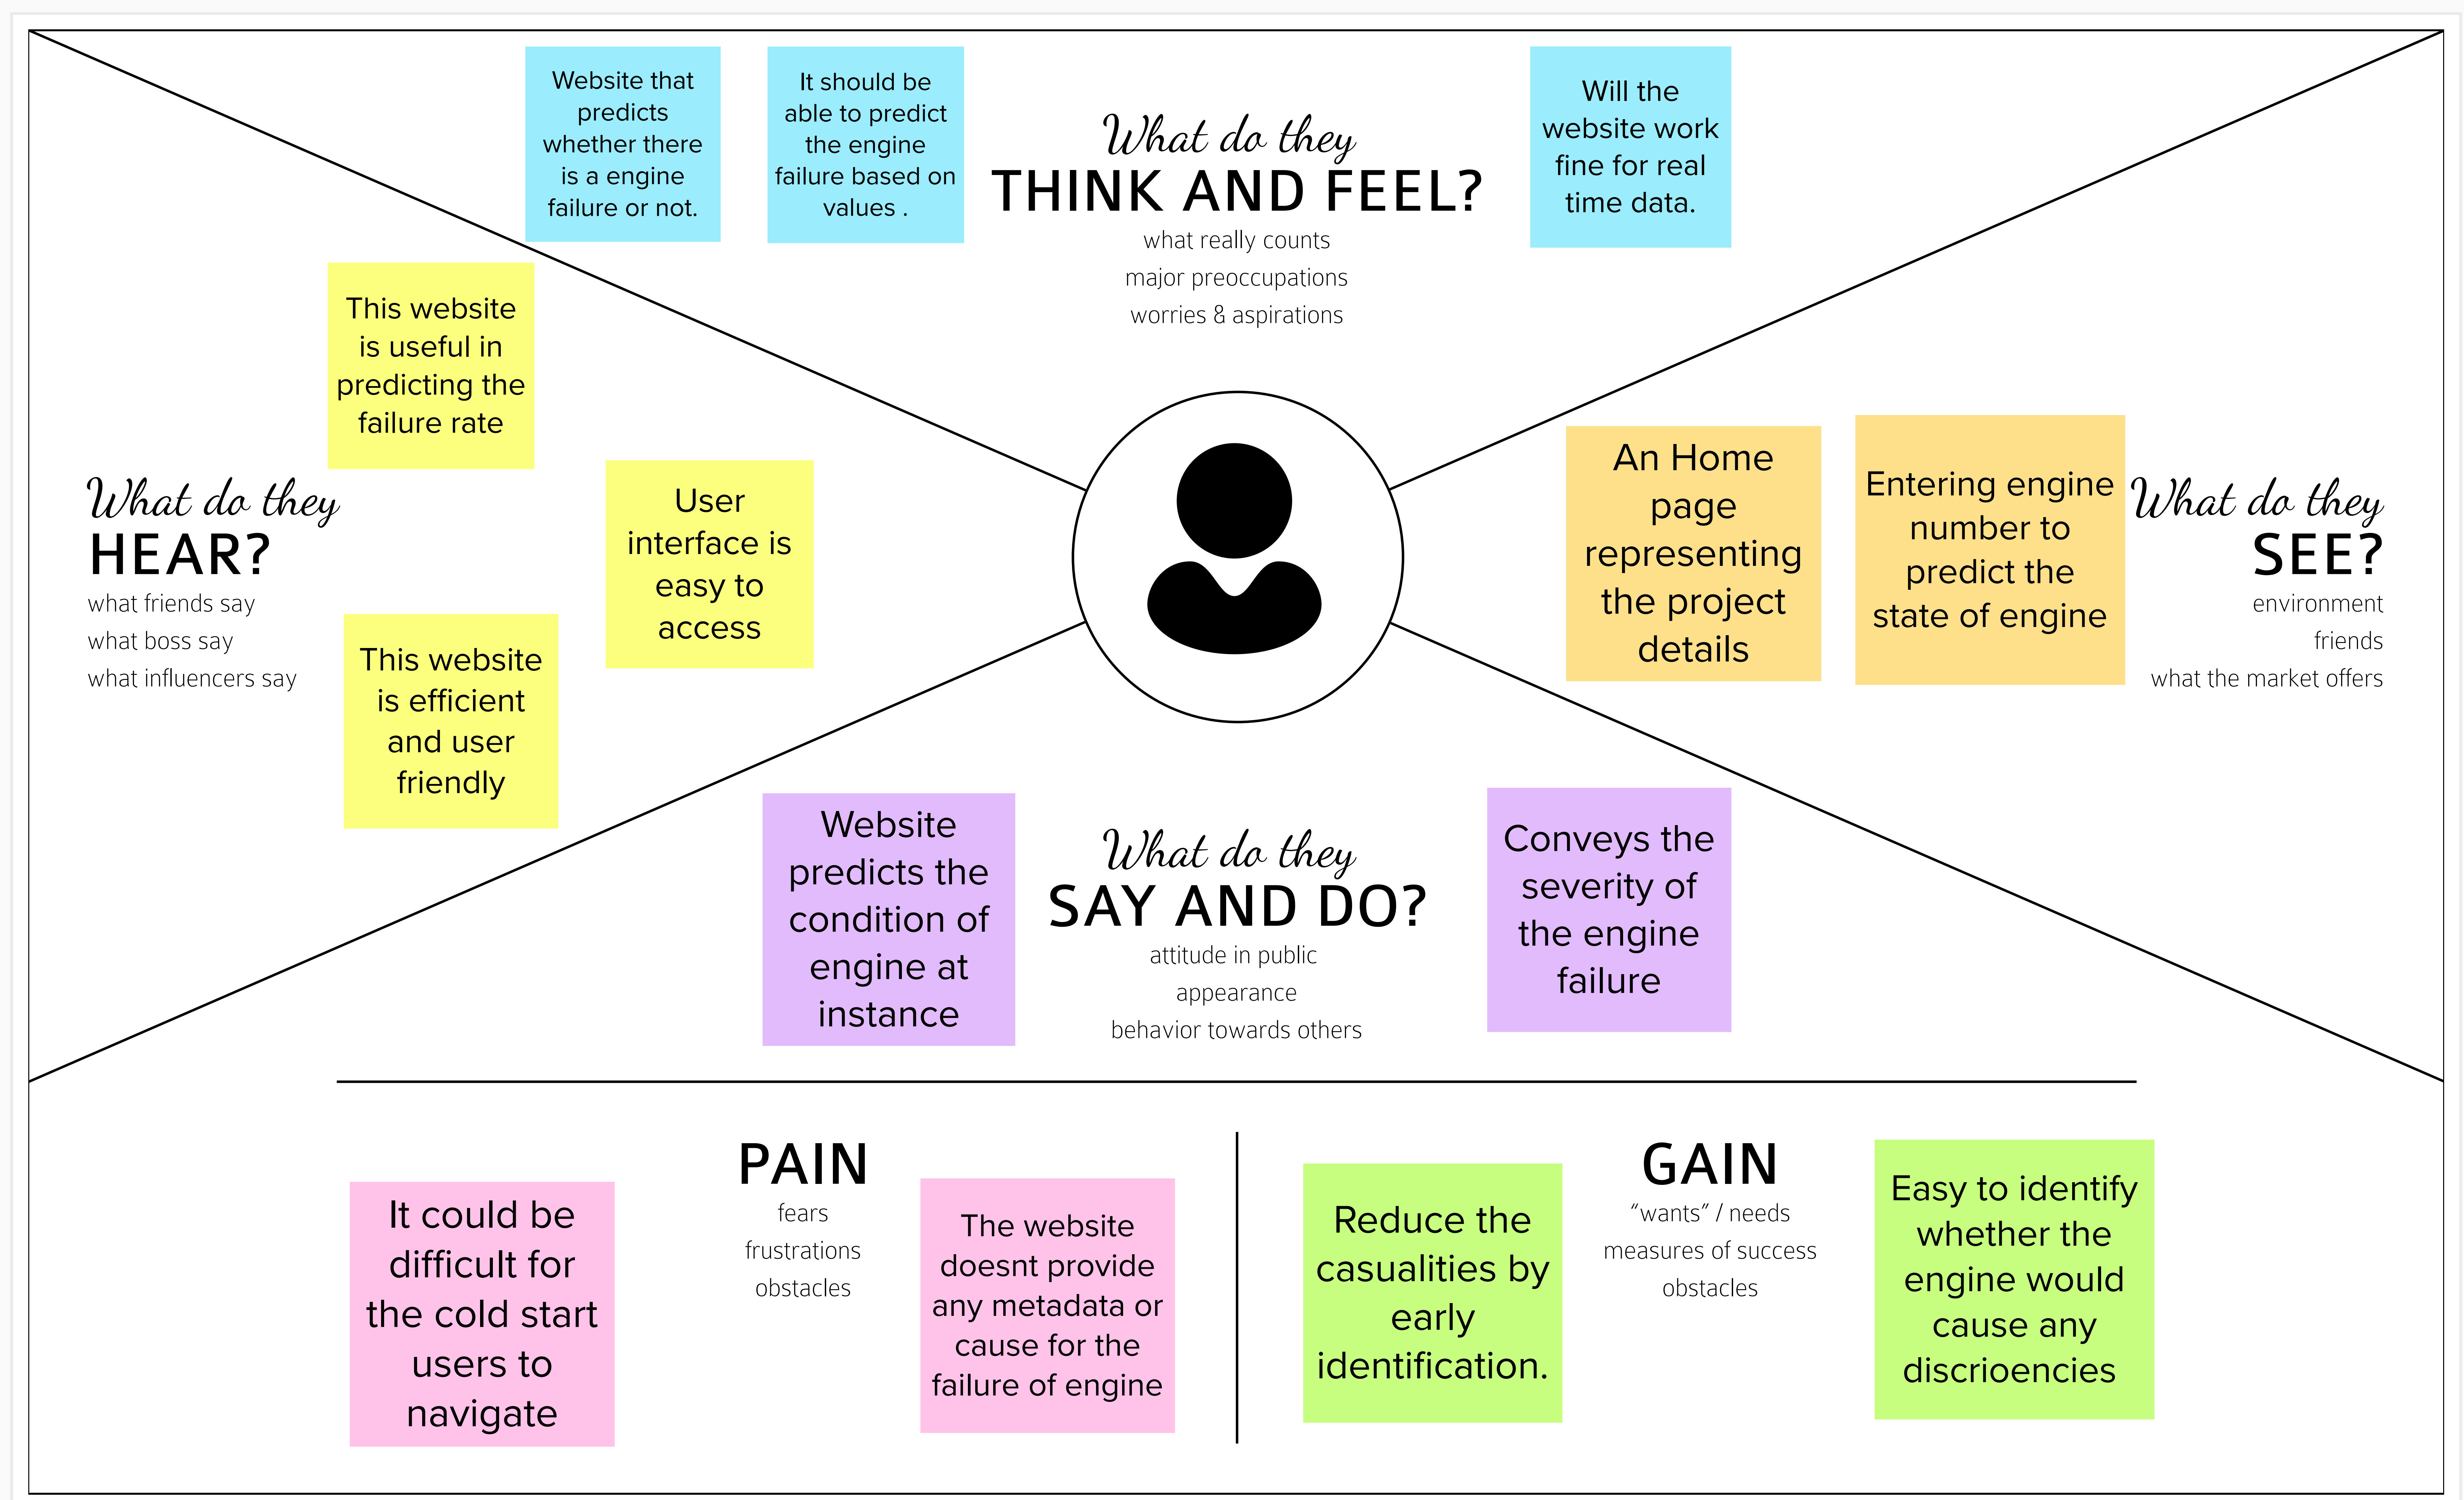 Website that
predicts
whether there
is a engine
failure or not.
It should be
able to predict
the engine
failure based on
values .
What do they
THINK AND FEEL?
what really counts
major preoccupations
worries & aspirations
Will the
website work
fine for real
time data.
This website
is useful in
predicting the
failure rate
What do they
HEAR?
what friends say
what boss say
what influencers say
User
interface is
easy to
access
This website
is efficient
and user
friendly
An Home
page
representing
the project
details
Entering engine
number to
predict the
state of engine
What do they
SEE?
environment
friends
what the market offers
Website
predicts the
condition of
engine at
instance
What do they
SAY AND DO?
attitude in public
appearance
behavior towards others
Conveys the
severity of
the engine
failure
It could be
difficult for
the cold start
users to
navigate
PAIN
fears
frustrations
obstacles
The website
doesnt provide
any metadata or
cause for the
failure of engine
Reduce the
casualities by
early
identification.
GAIN
“wants” / needs
measures of success
obstacles
Easy to identify
whether the
engine would
cause any
discrioencies